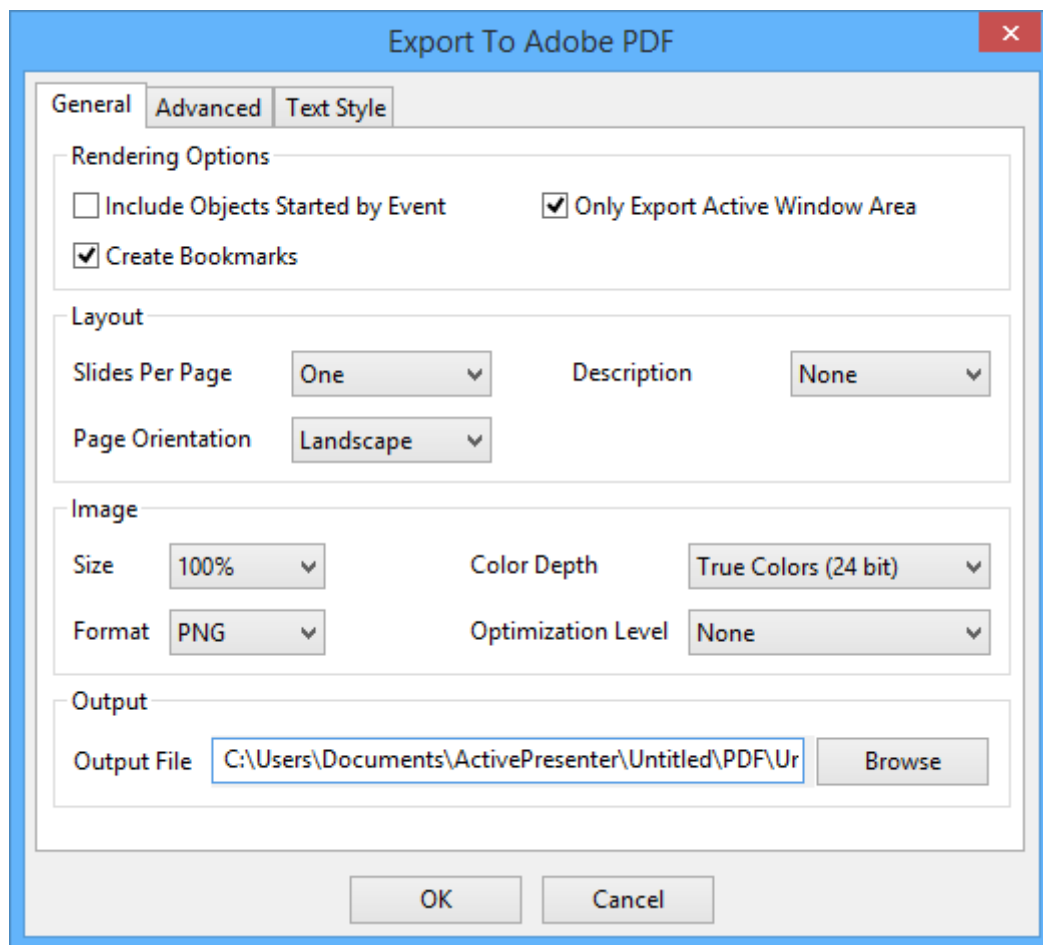 Export To Adobe PDF
General Advanced Text Style
Rendering Options
Include Objects Started by Event Only Export Active Window Area
Create Bookmarks
Layout
Slides Per Page One Description None
Page Orientation Landscape
Image
Size 100% Color Depth True Colors (24 bit)
Format PNG Optimization Level None
Output
Output File C:\Users\Documents\ActivePresenter\Untitled\PDF\Ur Browse
OK Cancel